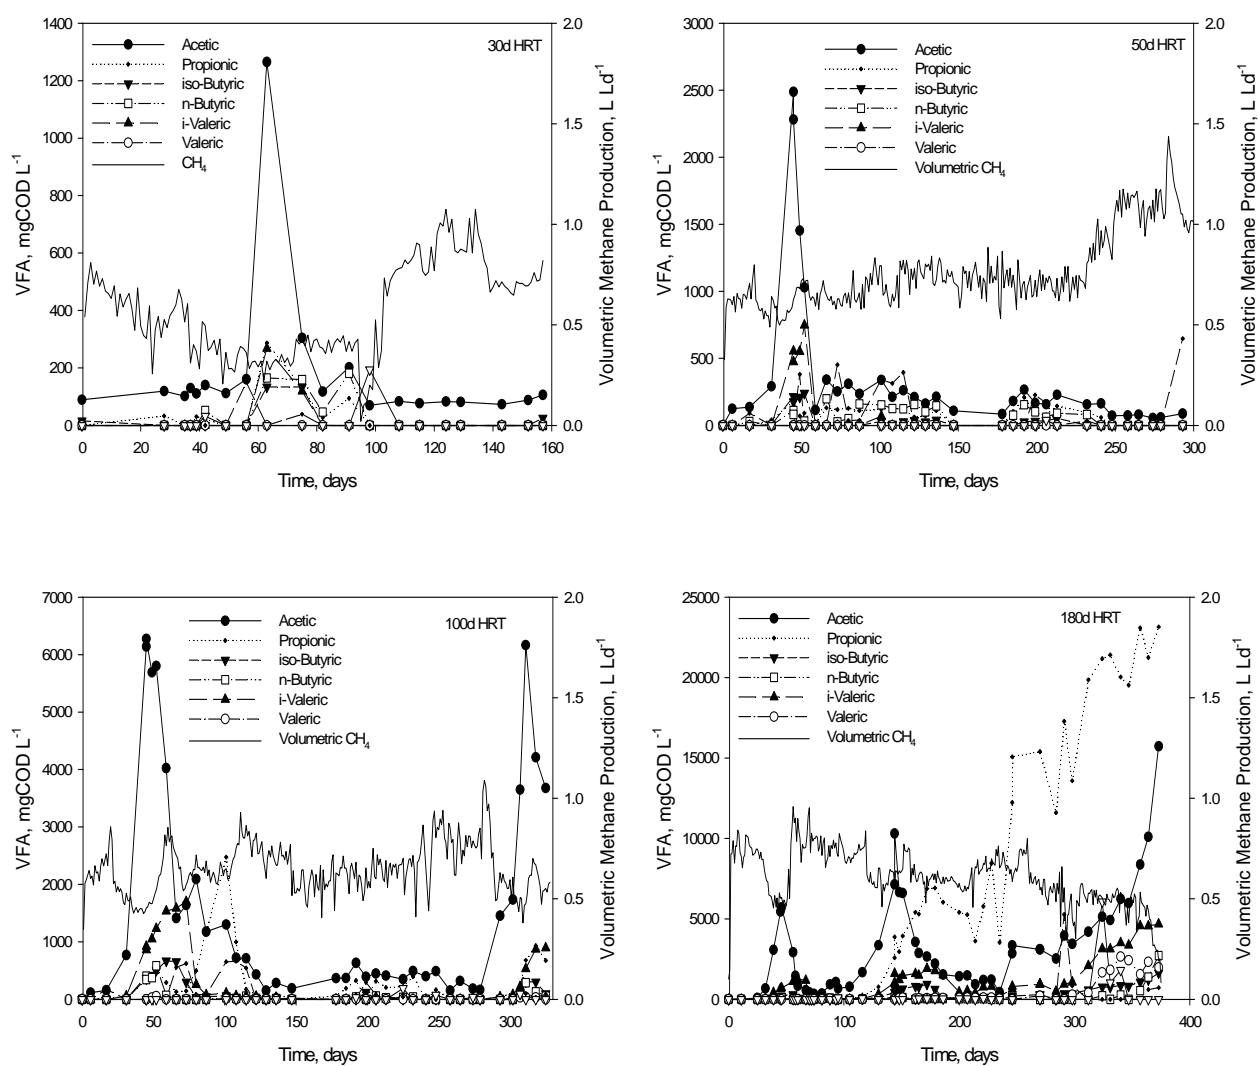 30d HRT
Acetic
Propionic
iso-Butyric
n-Butyric
i-Valeric
Valeric
CH4
VFA, mgCOD L-1
0
200
400
600
800
1000
1200
1400
0 20 40 60 80 100 120 140 160
Time, days
0.0
0.5
1.0
1.5
2.0
Volumetric Methane Production, L Ld-1
50d HRT
Acetic
Propionic
iso-Butyric
n-Butyric
i-Valeric
Valeric
Volumetric CH4
VFA, mgCOD L-1
0
500
1000
1500
2000
2500
3000
0 50 100 150 200 250 300
Time, days
0.0
0.5
1.0
1.5
2.0
Volumetric Methane Production, L Ld-1
100d HRT
Acetic
Propionic
iso-Butyric
n-Butyric
i-Valeric
Valeric
Volumetric CH4
VFA, mgCOD L-1
0
1000
2000
3000
4000
5000
6000
7000
0 50 100 150 200 250 300
Time, days
0.0
0.5
1.0
1.5
2.0
Volumetric Methane Production, L Ld-1
180d HRT
Acetic
Propionic
iso-Butyric
n-Butyric
i-Valeric
Valeric
Volumetric CH4
VFA, mgCOD L-1
0
5000
10000
15000
20000
25000
0 100 200 300 400
Time, days
0.0
0.5
1.0
1.5
2.0
Volumetric Methane Production, L Ld-1